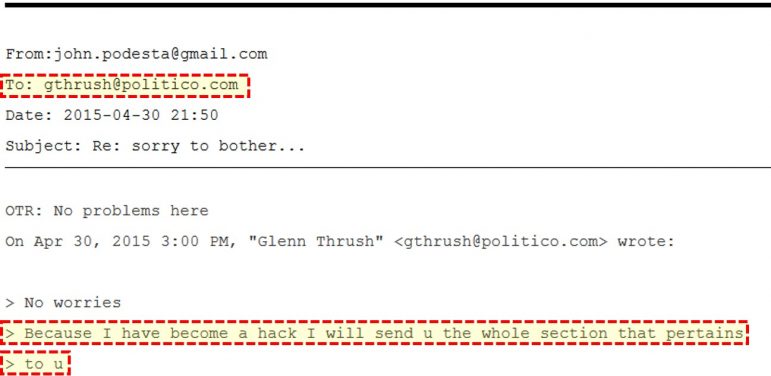 From:john.podesta@gmail.com
To: gthrush@politico.com
Date: 2015-04-30 21:50
Subject: Re: sorry to bother...
OTR: No problems here
On Apr 30, 2015 3:00 PM, "Glenn Thrush" <gthrush@politico.com> wrote:
> No worries
> Because I have become a hack I will send u the whole section that pertains
> to u